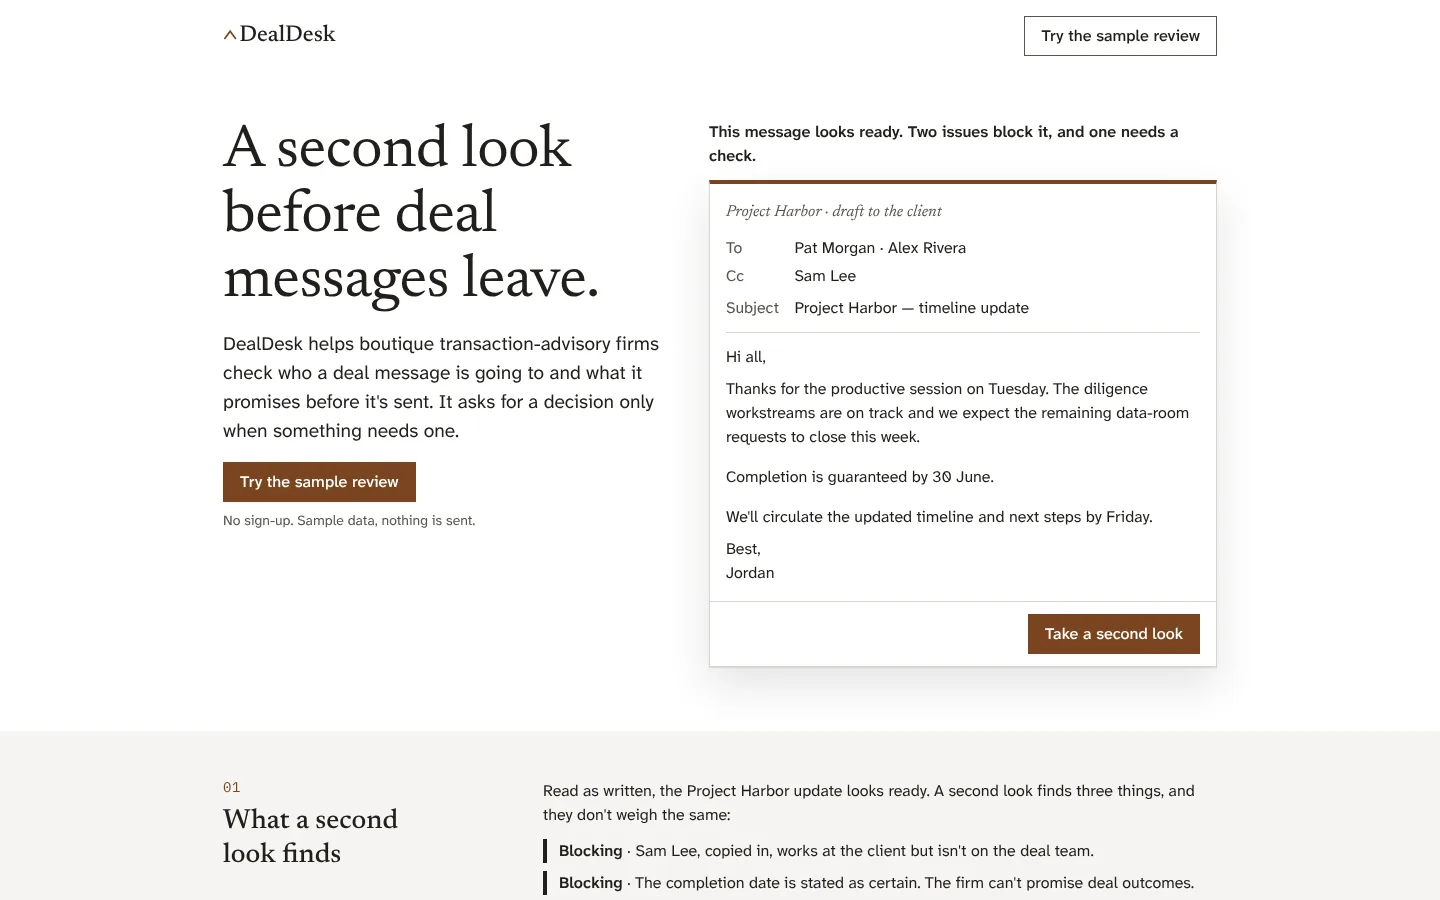 DealDesk
Try the sample review
A second look
before deal
messages leave.
DealDesk helps boutique transaction-advisory firms
check who a deal message is going to and what it
promises before it's sent. It asks for a decision only
when something needs one.
Try the sample review
No sign-up. Sample data, nothing is sent.
This message looks ready. Two issues block it, and one needs a
check.
Project Harbor · draft to the client
To Pat Morgan · Alex Rivera
Cc Sam Lee
Subject Project Harbor — timeline update
Hi all,
Thanks for the productive session on Tuesday. The diligence
workstreams are on track and we expect the remaining data-room
requests to close this week.
Completion is guaranteed by 30 June.
We'll circulate the updated timeline and next steps by Friday.
Best,
Jordan
Take a second look
01
What a second
look finds
Read as written, the Project Harbor update looks ready. A second look finds three things, and
they don't weigh the same:
Blocking · Sam Lee, copied in, works at the client but isn't on the deal team.
Blocking · The completion date is stated as certain. The firm can't promise deal outcomes.